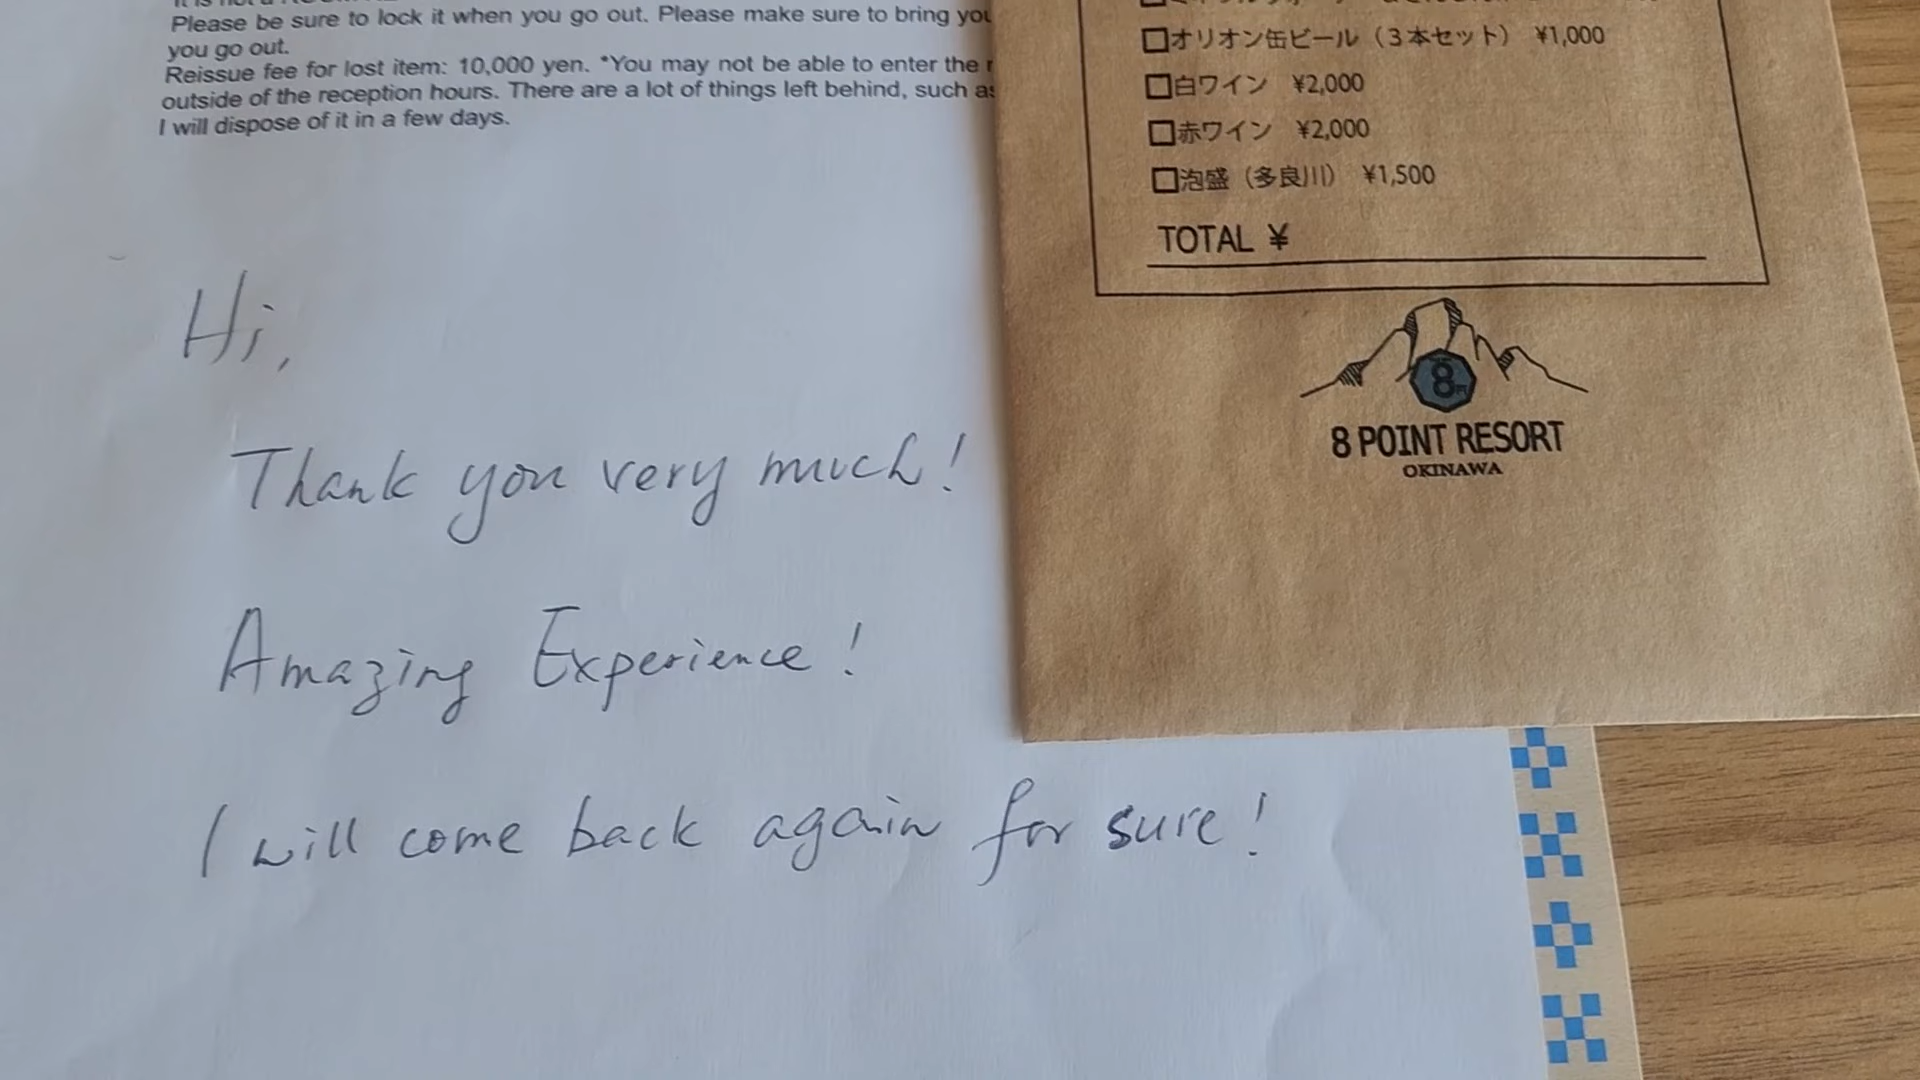 Please be sure to lock it when you go out. Please make sure to bring
you go out.
Reissue fee for lost item: 10,000 yen. *You may not be able to enter the
outside of the reception hours. There are a lot of things left behind, such as
I will dispose of it in a few days.
Hi,
Thank you very much!
Amazing Experience!
I will come back again for sure!
□オリオン缶ビール（3本セット） ¥1,000
□白ワイン ¥2,000
□赤ワイン ¥2,000
□泡盛（多良川） ¥1,500
TOTAL ¥
8
8 POINT RESORT
OKINAWA